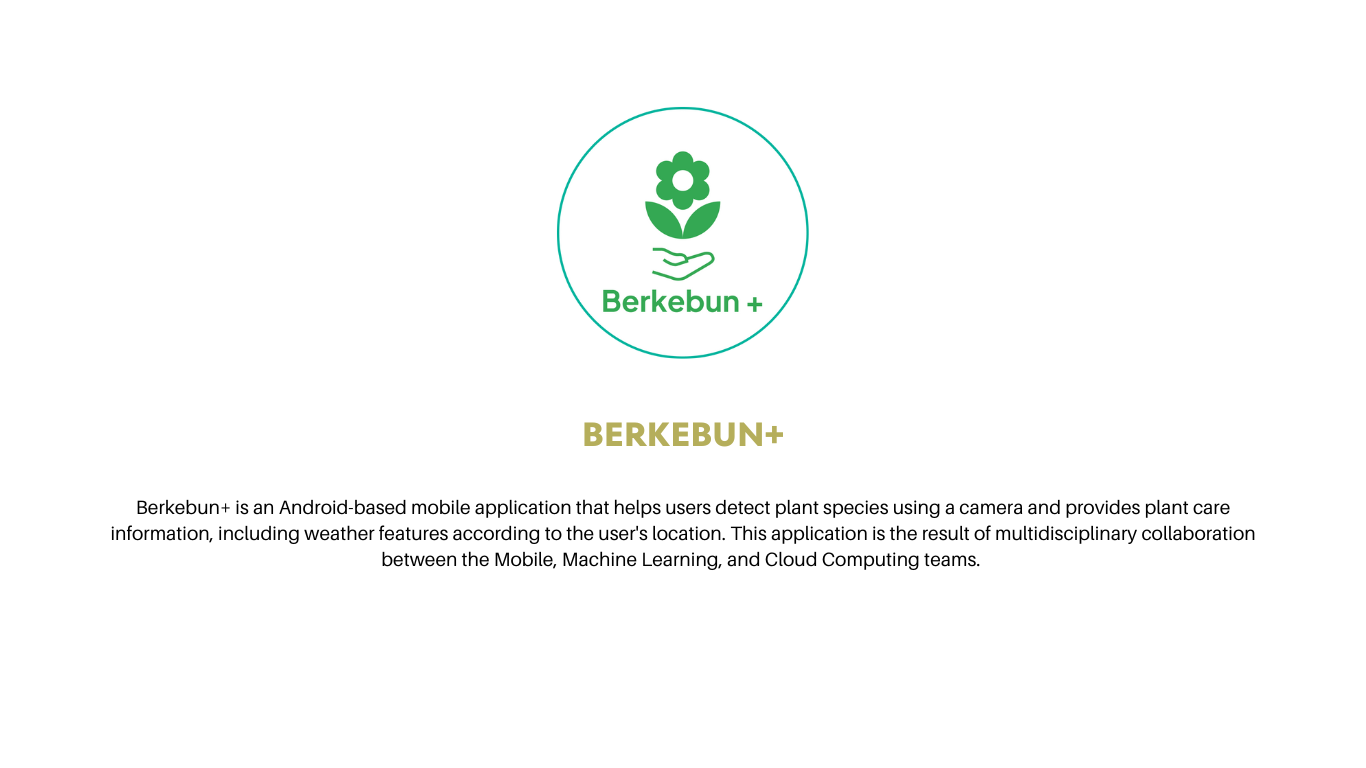 Berkebun +
BERKEBUN+
Berkebun+ is an Android-based mobile application that helps users detect plant species using a camera and provides plant care
information, including weather features according to the user's location. This application is the result of multidisciplinary collaboration
between the Mobile, Machine Learning, and Cloud Computing teams.